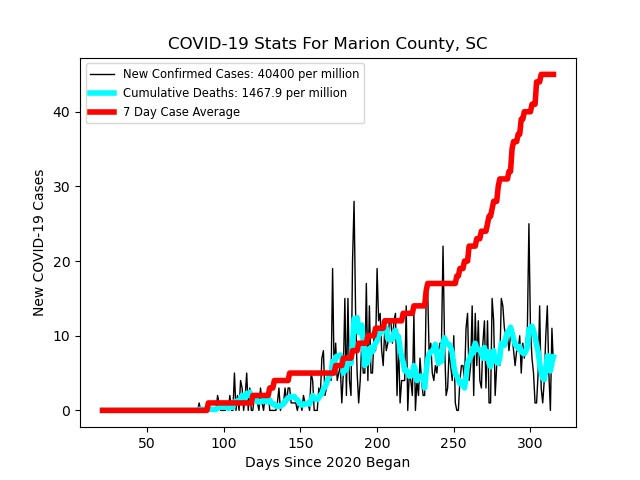 COVID-19 Stats For Marion County, SC
New Confirmed Cases: 40400 per million
Cumulative Deaths: 1467.9 per million
7 Day Case Average
New COVID-19 Cases
40
30
20
10
0
50 100 150 200 250 300
Days Since 2020 Began